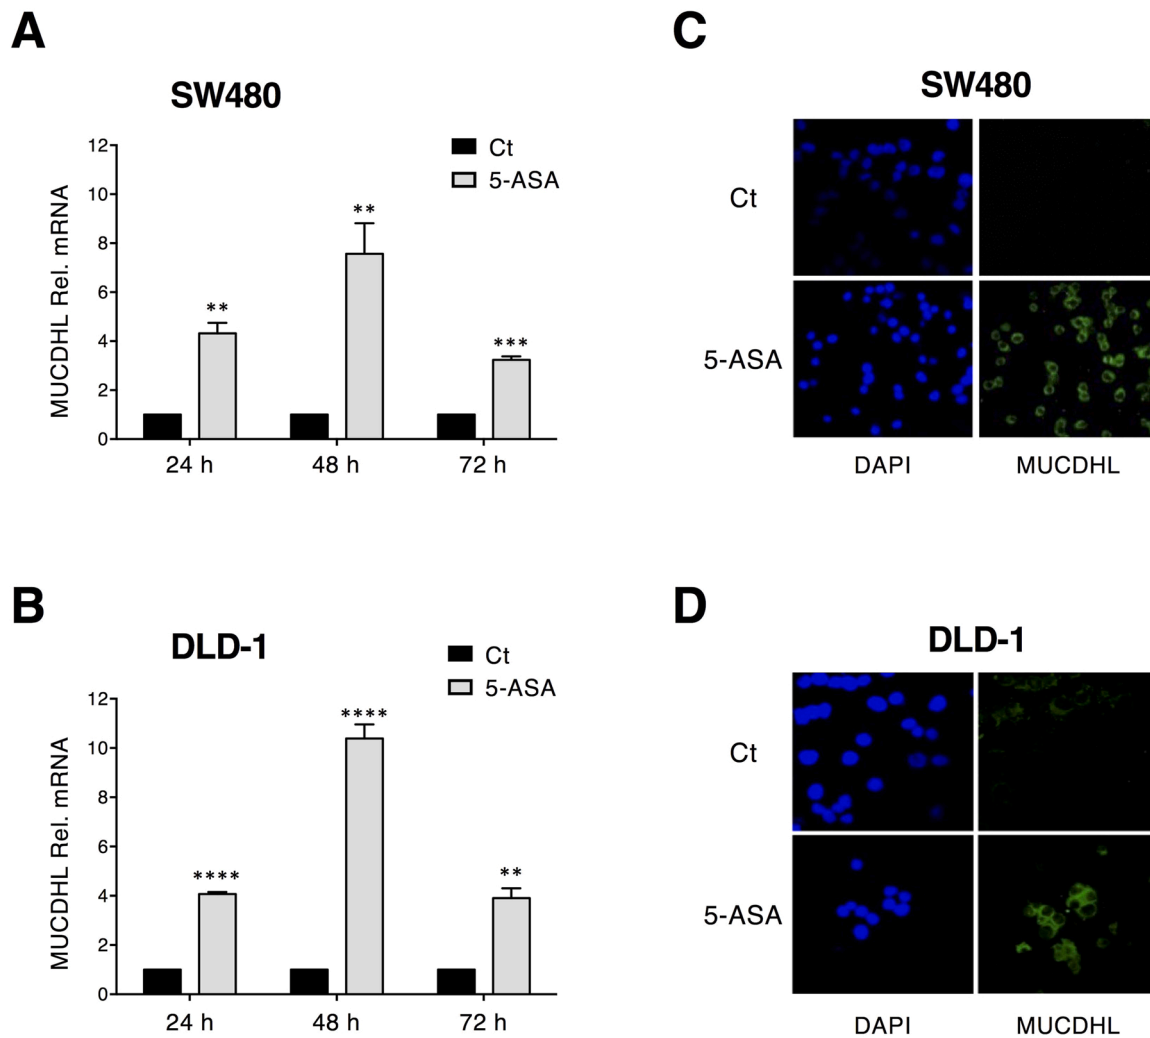 A
SW480
Ct
5-ASA
MUCDHL Rel. mRNA
12
10
8
6
4
2
0
**
**
***
24 h
48 h
72 h
B
DLD-1
Ct
5-ASA
MUCDHL Rel. mRNA
12
10
8
6
4
2
0
****
****
**
24 h
48 h
72 h
C
SW480
Ct
5-ASA
DAPI
MUCDHL
D
DLD-1
Ct
5-ASA
DAPI
MUCDHL